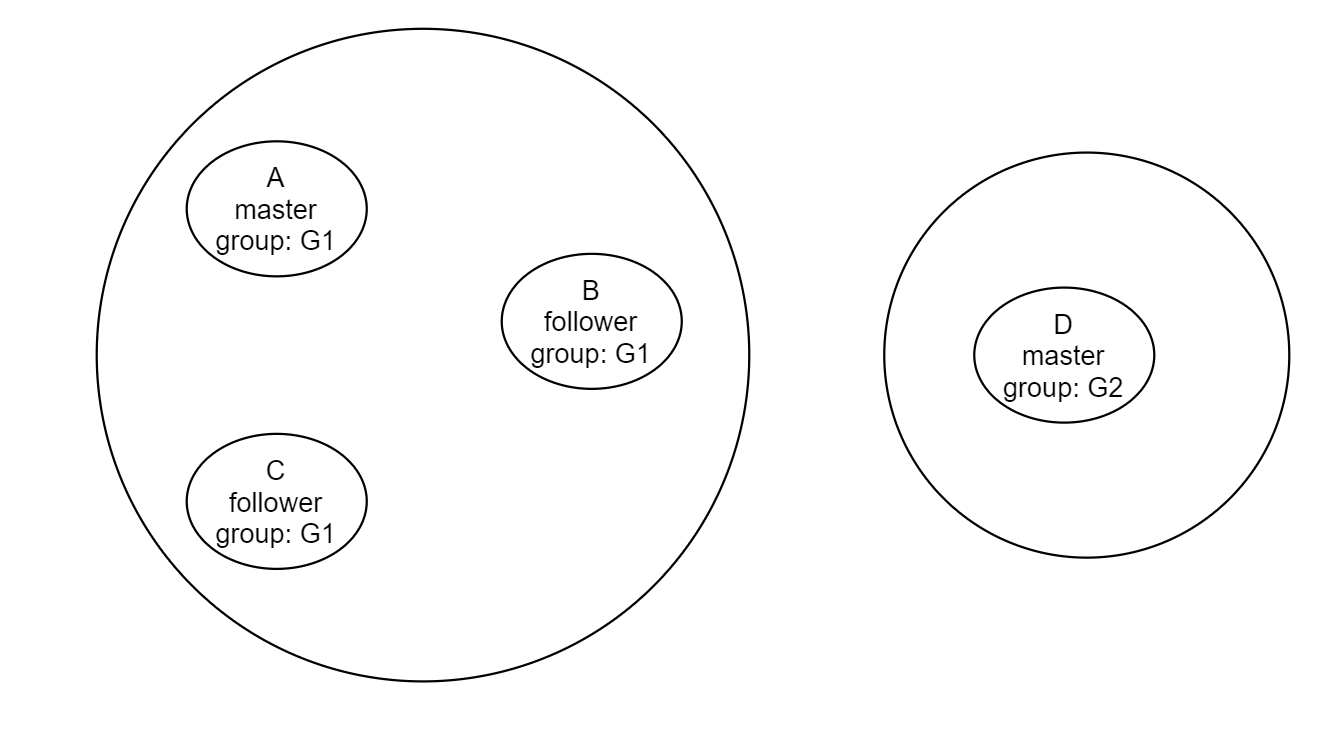 A
master
group: G1
B
follower
group: G1
C
follower
group: G1
D
master
group: G2